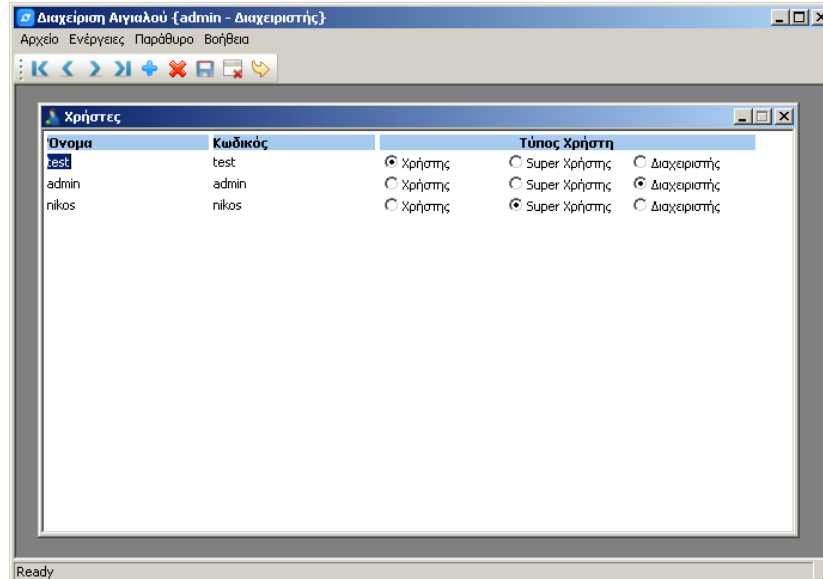 Διαχείριση Αιγιαλού {admin - Διαχειριστής}
Αρχείο Ενέργειες Παράθυρο Βοήθεια
Χρήστες
Όνομα Κωδικός Τύπος Χρήστη
test test Χρήστης Super Χρήστης Διαχειριστής
admin admin Χρήστης Super Χρήστης Διαχειριστής
nikos nikos Χρήστης Super Χρήστης Διαχειριστής
Ready